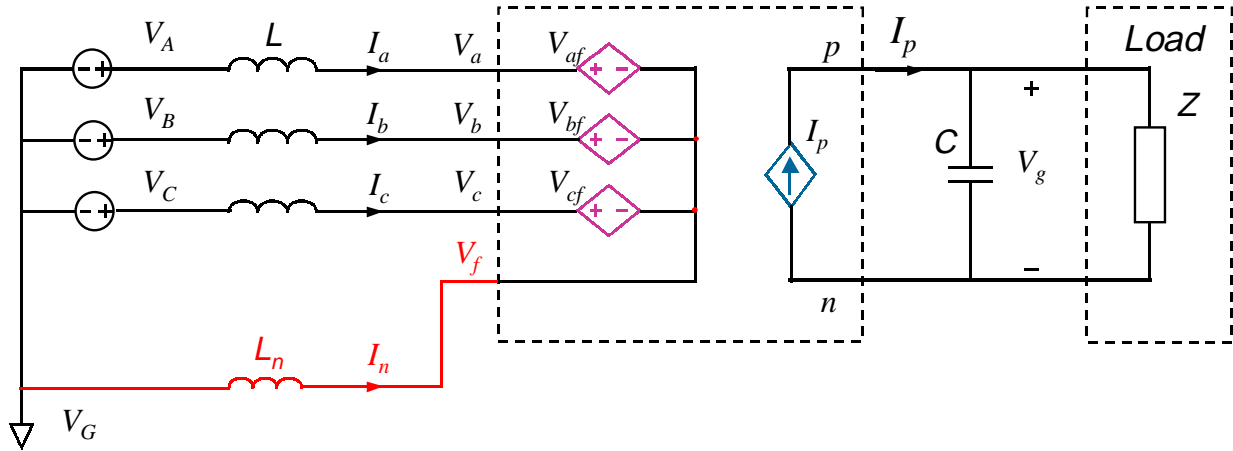 V_A L I_a V_a V_af p I_p Load
V_B I_b V_b V_bf I_p C V_g Z
V_C I_c V_c V_cf
V_f
n
L_n I_n
V_G